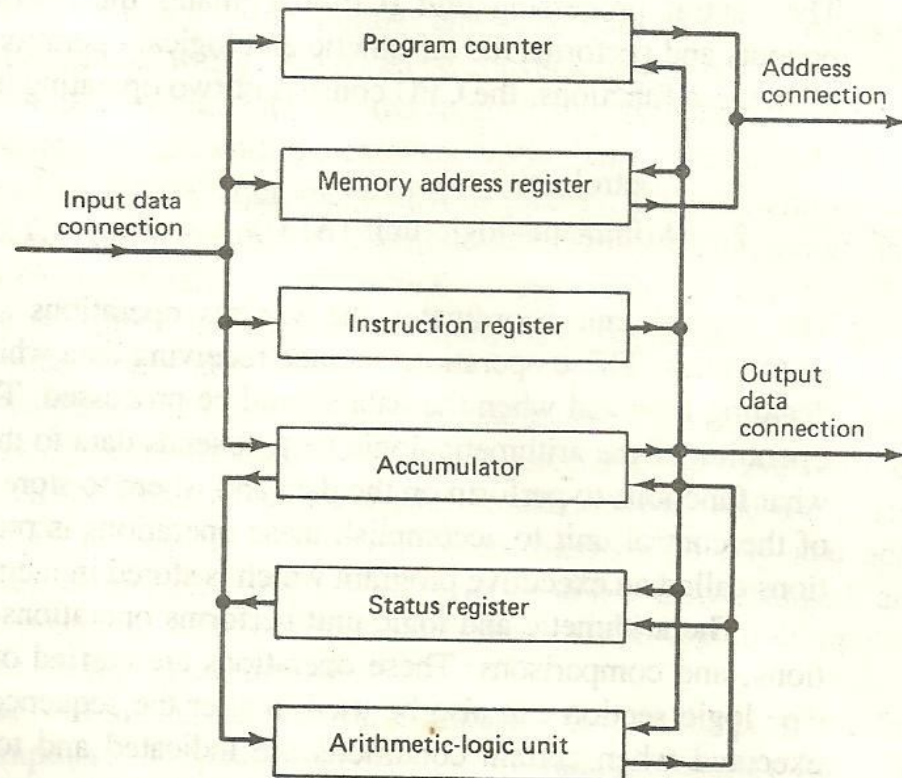 Program counter
Address
connection
Memory address register
Input data
connection
Instruction register
Output
data
connection
Accumulator
Status register
Arithmetic-logic unit